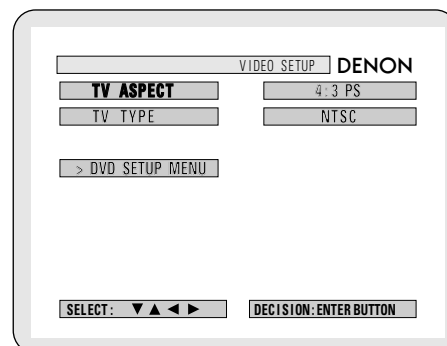 VIDEO SETUP DENON
TV ASPECT 4:3 PS
TV TYPE NTSC
> DVD SETUP MENU
SELECT: ▼ ▲ ◄ ► DECISION: ENTER BUTTON